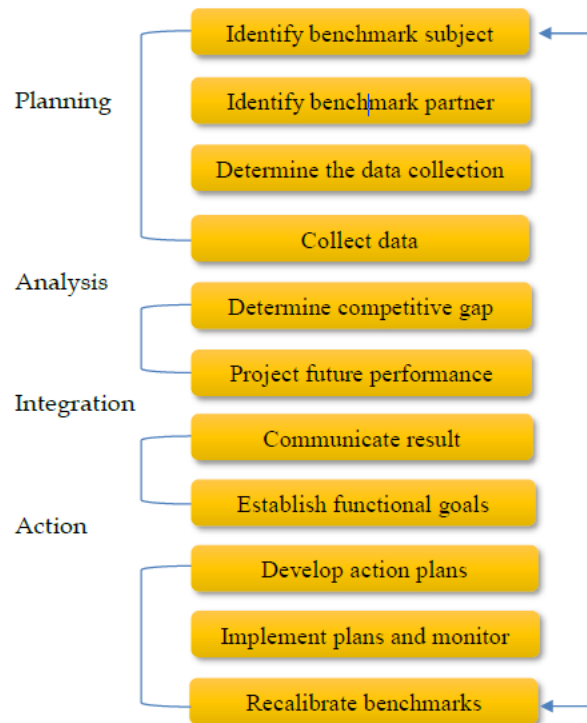 Identify benchmark subject
Planning
Identify benchmark partner
Determine the data collection
Collect data
Analysis
Determine competitive gap
Project future performance
Integration
Communicate result
Establish functional goals
Action
Develop action plans
Implement plans and monitor
Recalibrate benchmarks